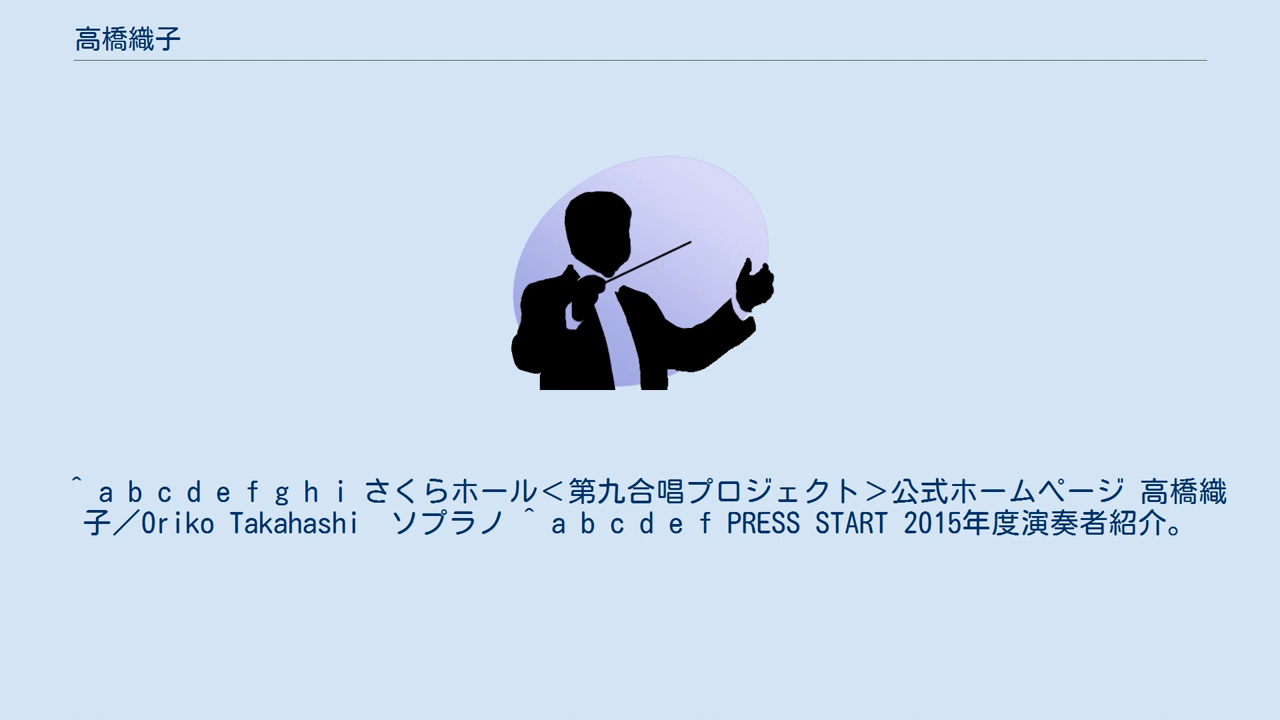 高橋織子
^ a b c d e f g h i さくらホール＜第九合唱プロジェクト＞公式ホームページ 高橋織
子／Oriko Takahashi　ソプラノ ^ a b c d e f PRESS START 2015年度演奏者紹介。